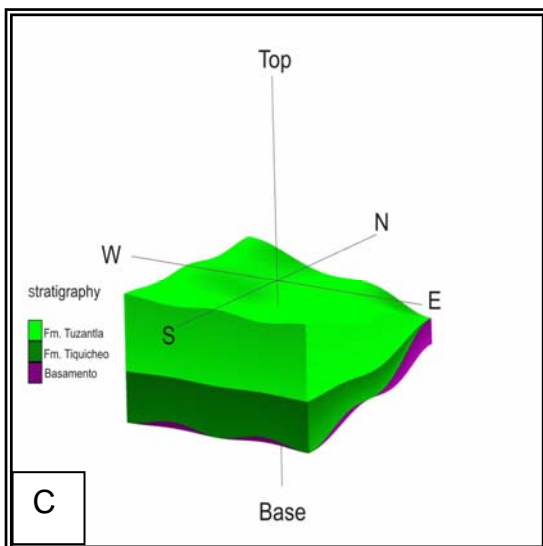 Top
N
W
E
S
stratigraphy
Fm. Tuzantla
Fm. Tiquicheo
Basamento
Base
C